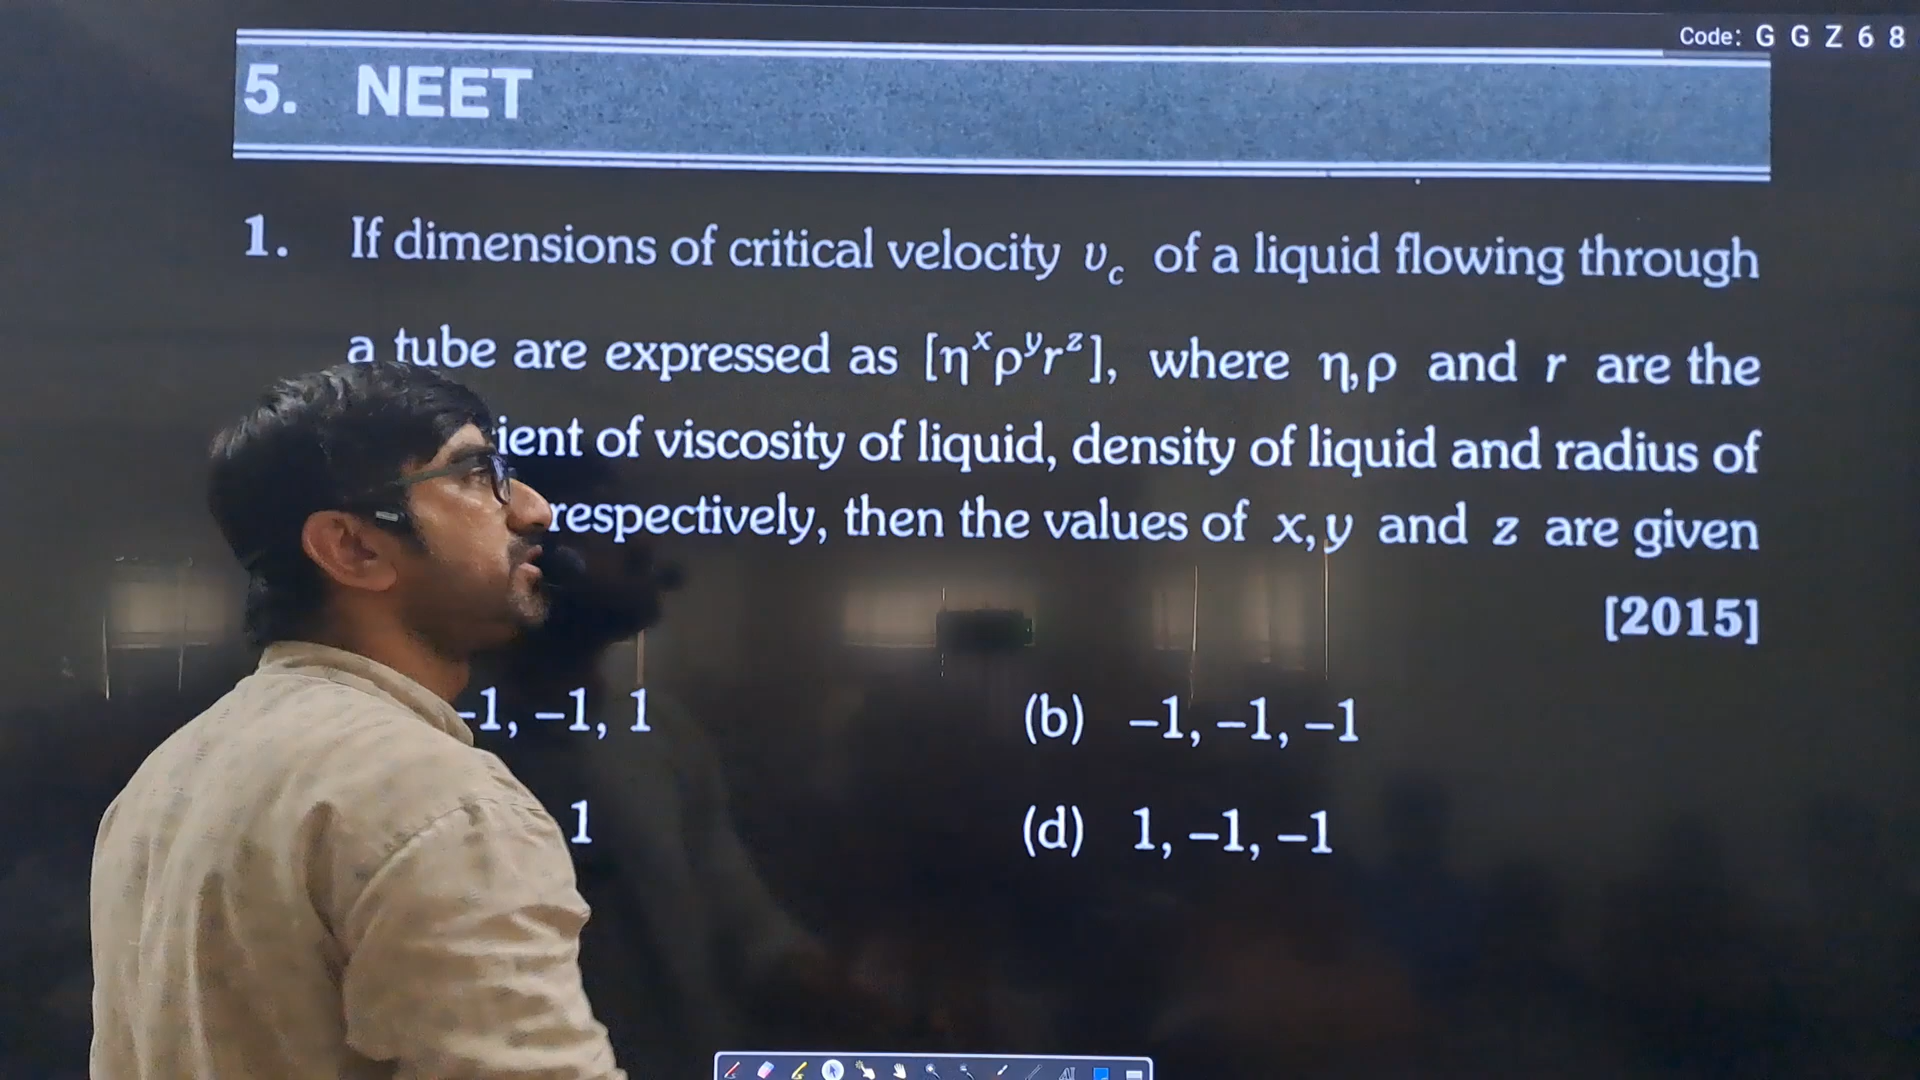 Code: G G Z 6 8
5. NEET
1. If dimensions of critical velocity υc of a liquid flowing through
a tube are expressed as [ηˣρʸrᶻ], where η,ρ and r are the
of viscosity of liquid, density of liquid and radius of
respectively, then the values of x,y and z are given
[2015]
–1, –1, 1
(b) –1, –1, –1
1
(d) 1, –1, –1